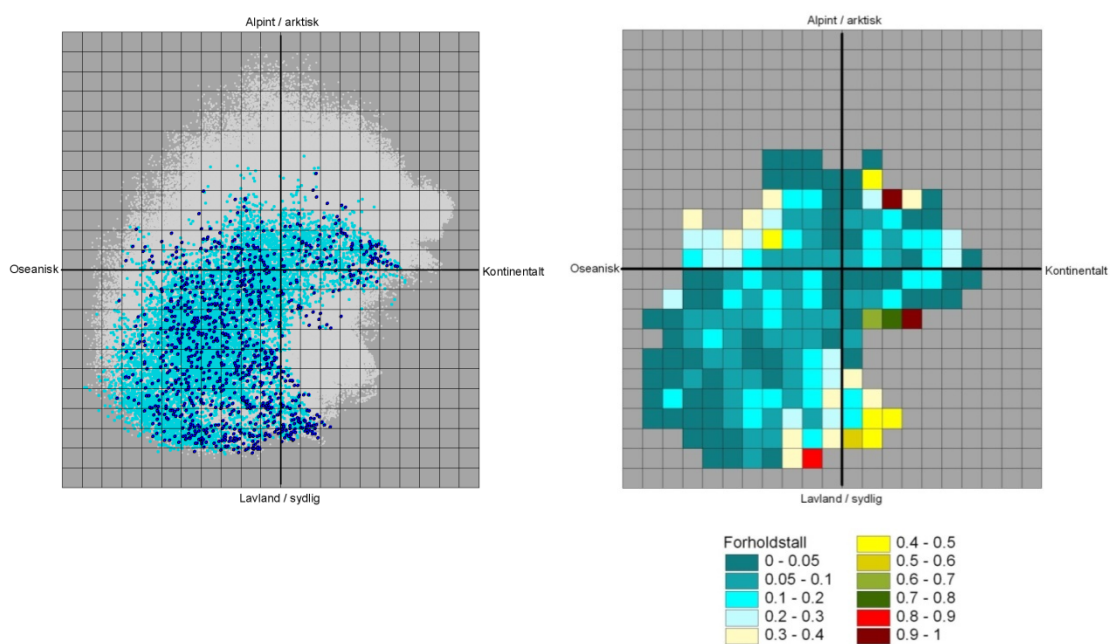 Alpint / arktisk
Oseanisk
Kontinentalt
Lavland / sydlig
Alpint / arktisk
Oseanisk
Kontinentalt
Lavland / sydlig
Forholdstall
0 - 0.05
0.05 - 0.1
0.1 - 0.2
0.2 - 0.3
0.3 - 0.4
0.4 - 0.5
0.5 - 0.6
0.6 - 0.7
0.7 - 0.8
0.8 - 0.9
0.9 - 1